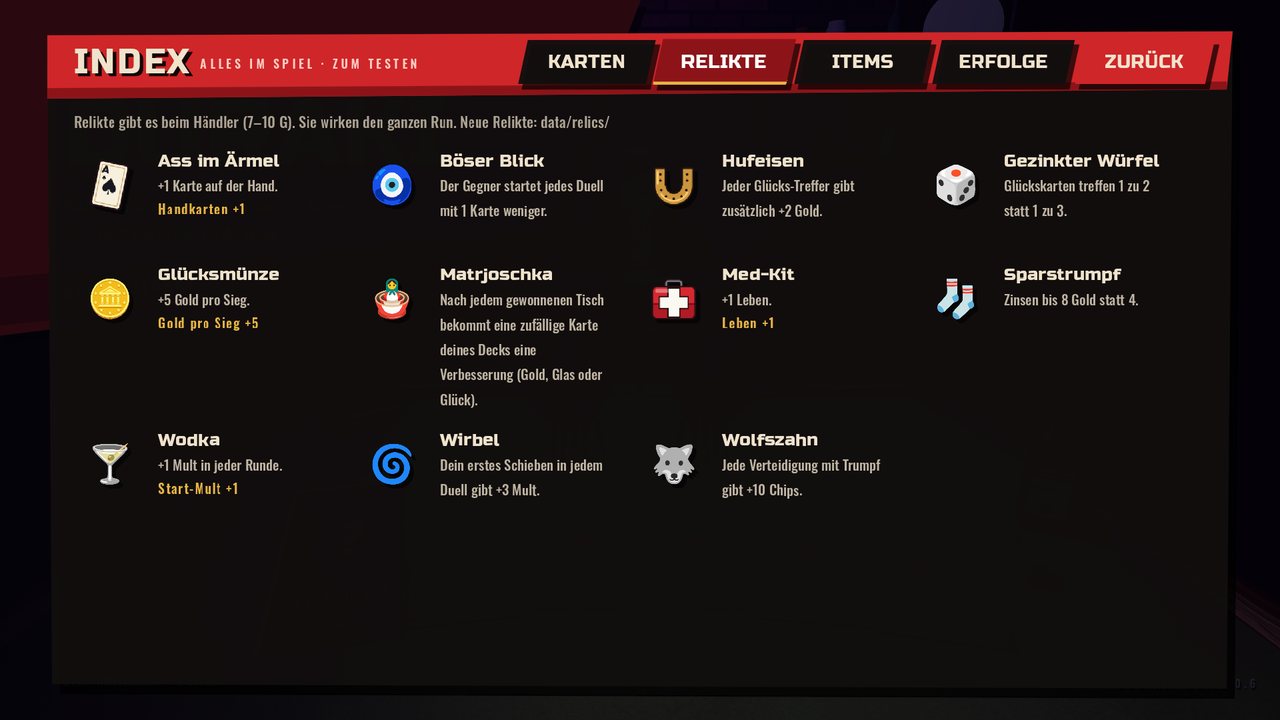 INDEX ALLES IM SPIEL · ZUM TESTEN
KARTEN
RELIKTE
ITEMS
ERFOLGE
ZURÜCK
Relikte gibt es beim Händler (7–10 G). Sie wirken den ganzen Run. Neue Relikte: data/relics/
Ass im Ärmel
+1 Karte auf der Hand.
Handkarten +1
Böser Blick
Der Gegner startet jedes Duell
mit 1 Karte weniger.
Hufeisen
Jeder Glücks-Treffer gibt
zusätzlich +2 Gold.
Gezinkter Würfel
Glückskarten treffen 1 zu 2
statt 1 zu 3.
Glücksmünze
+5 Gold pro Sieg.
Gold pro Sieg +5
Matrjoschka
Nach jedem gewonnenen Tisch
bekommt eine zufällige Karte
deines Decks eine
Verbesserung (Gold, Glas oder
Glück).
Med-Kit
+1 Leben.
Leben +1
Sparstrumpf
Zinsen bis 8 Gold statt 4.
Wodka
+1 Mult in jeder Runde.
Start-Mult +1
Wirbel
Dein erstes Schieben in jedem
Duell gibt +3 Mult.
Wolfszahn
Jede Verteidigung mit Trumpf
gibt +10 Chips.